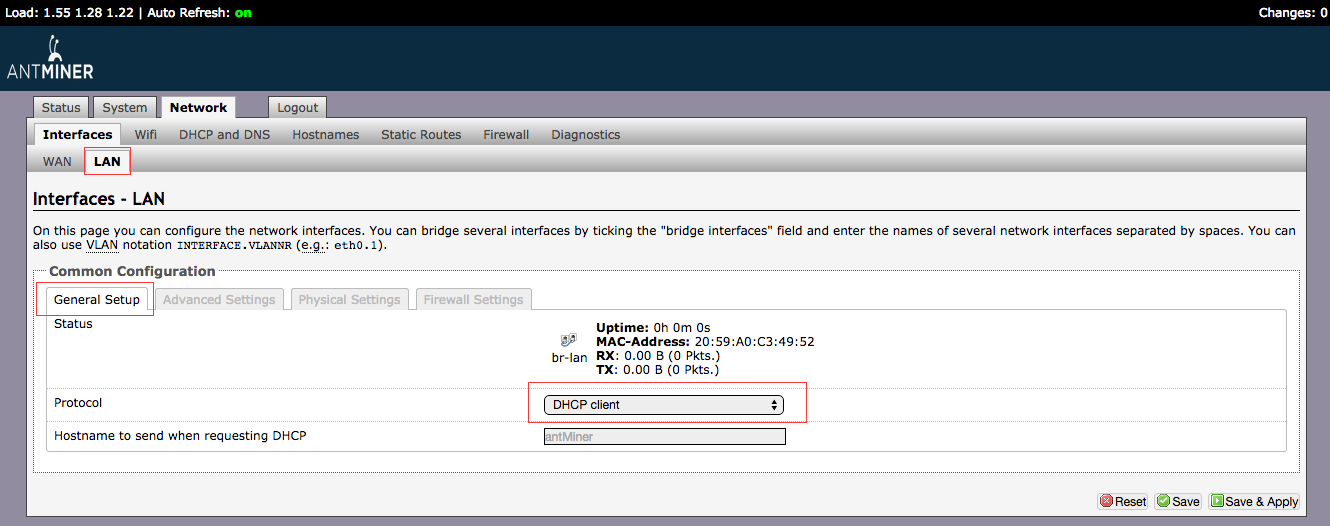 Load: 1.55 1.28 1.22 | Auto Refresh: on
Changes: 0
ANTMINER
Status System Network Logout
Interfaces Wifi DHCP and DNS Hostnames Static Routes Firewall Diagnostics
WAN LAN
Interfaces - LAN
On this page you can configure the network interfaces. You can bridge several interfaces by ticking the "bridge interfaces" field and enter the names of several network interfaces separated by spaces. You can
also use VLAN notation INTERFACE.VLANNR (e.g.: eth0.1).
Common Configuration
General Setup Advanced Settings Physical Settings Firewall Settings
Status
br-lan
Uptime: 0h 0m 0s
MAC-Address: 20:59:A0:C3:49:52
RX: 0.00 B (0 Pkts.)
TX: 0.00 B (0 Pkts.)
Protocol
DHCP client
Hostname to send when requesting DHCP
antMiner
Reset Save Save & Apply